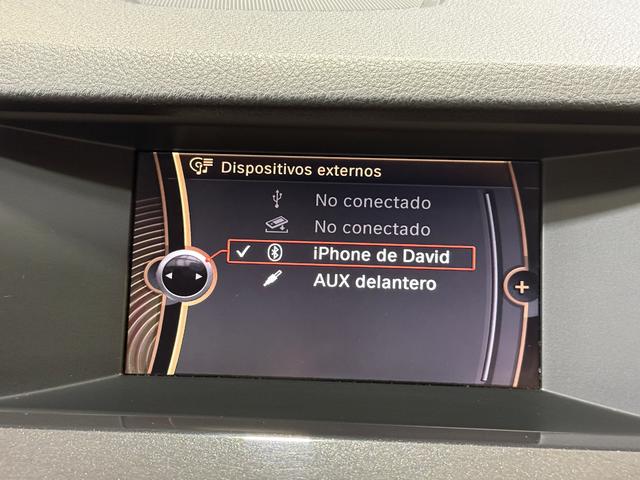 Dispositivos externos
No conectado
No conectado
iPhone de David
AUX delantero